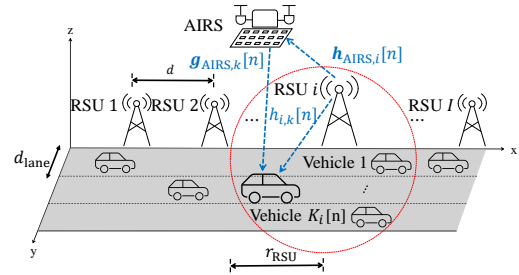 AIRS
z
g_AIRS,k[n]
h_AIRS,i[n]
d
RSU i
RSU 1
RSU 2
...
h_i,k[n]
...
RSU I
x
d_lane
Vehicle 1
...
Vehicle K_i[n]
y
r_RSU